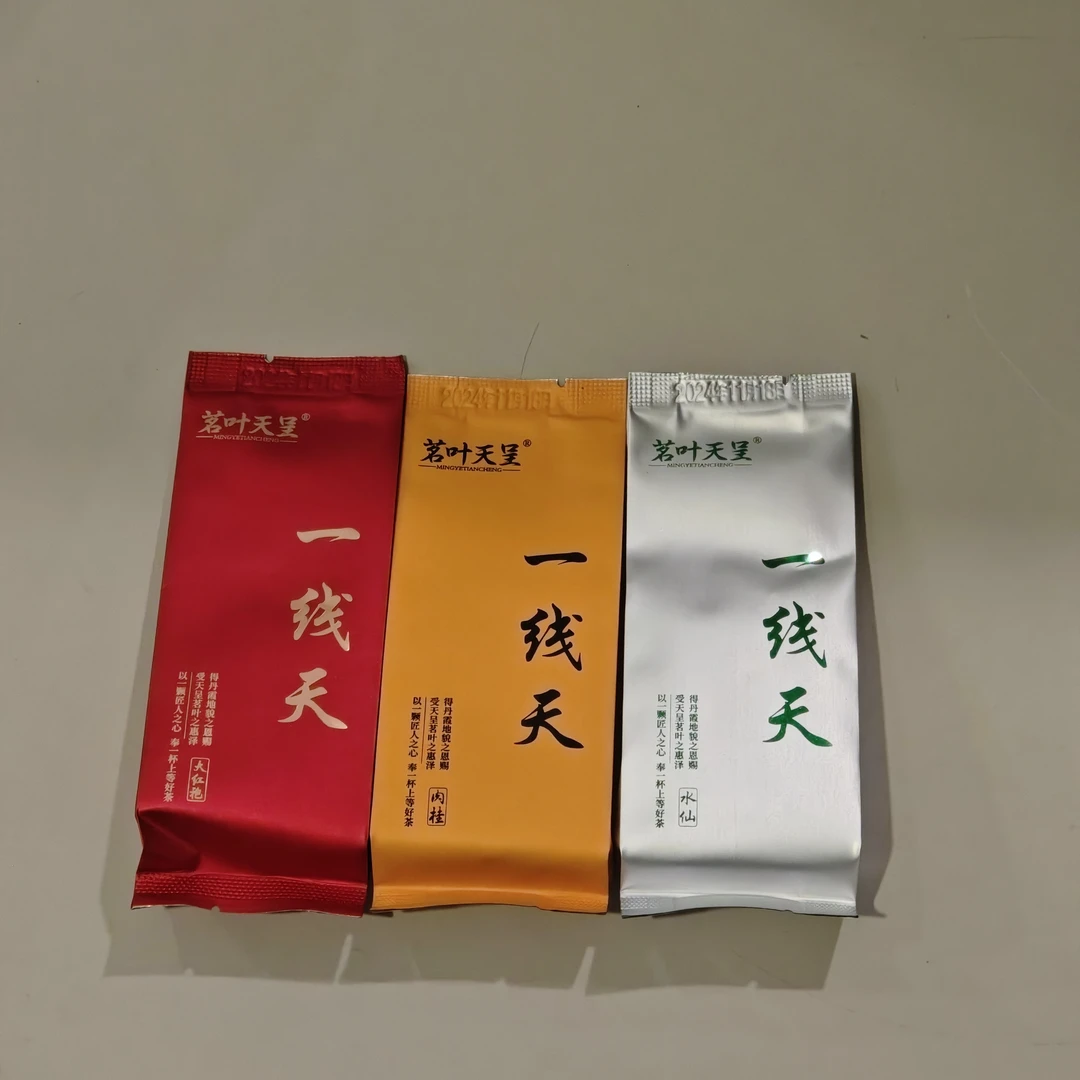 茗叶天呈®
MINGYETIANCHENG
一线天
得丹霞地貌之恩赐
受天呈茗叶之惠泽
以一颗匠人之心 奉一杯上等好茶
大红袍
2024年11月16日
茗叶天呈®
MINGYETIANCHENG
一线天
得丹霞地貌之恩赐
受天呈茗叶之惠泽
以一颗匠人之心 奉一杯上等好茶
肉桂
2024年11月16日
茗叶天呈®
MINGYETIANCHENG
一线天
得丹霞地貌之恩赐
受天呈茗叶之惠泽
以一颗匠人之心 奉一杯上等好茶
水仙